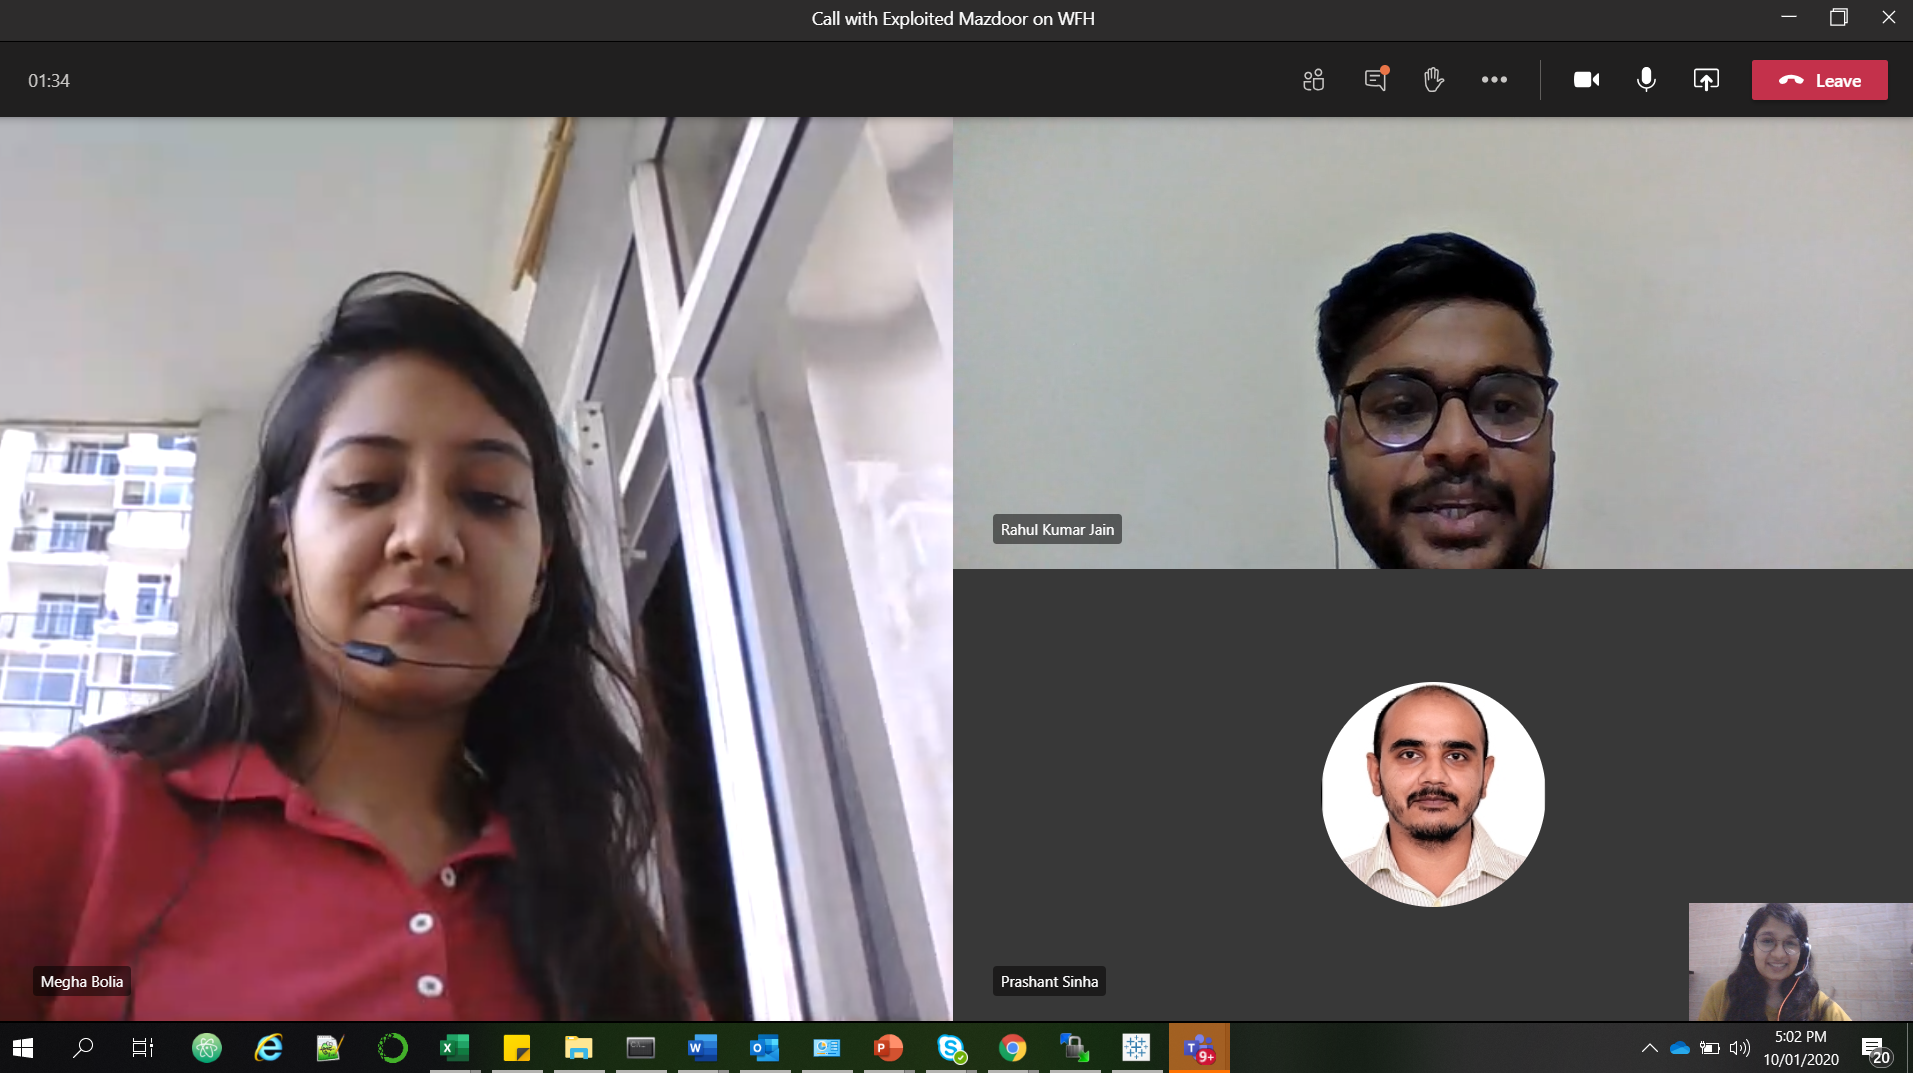 Call with Exploited Mazdoor on WFH
01:34
Leave
Rahul Kumar Jain
Megha Bolia
Prashant Sinha
9+
5:02 PM
10/01/2020
20